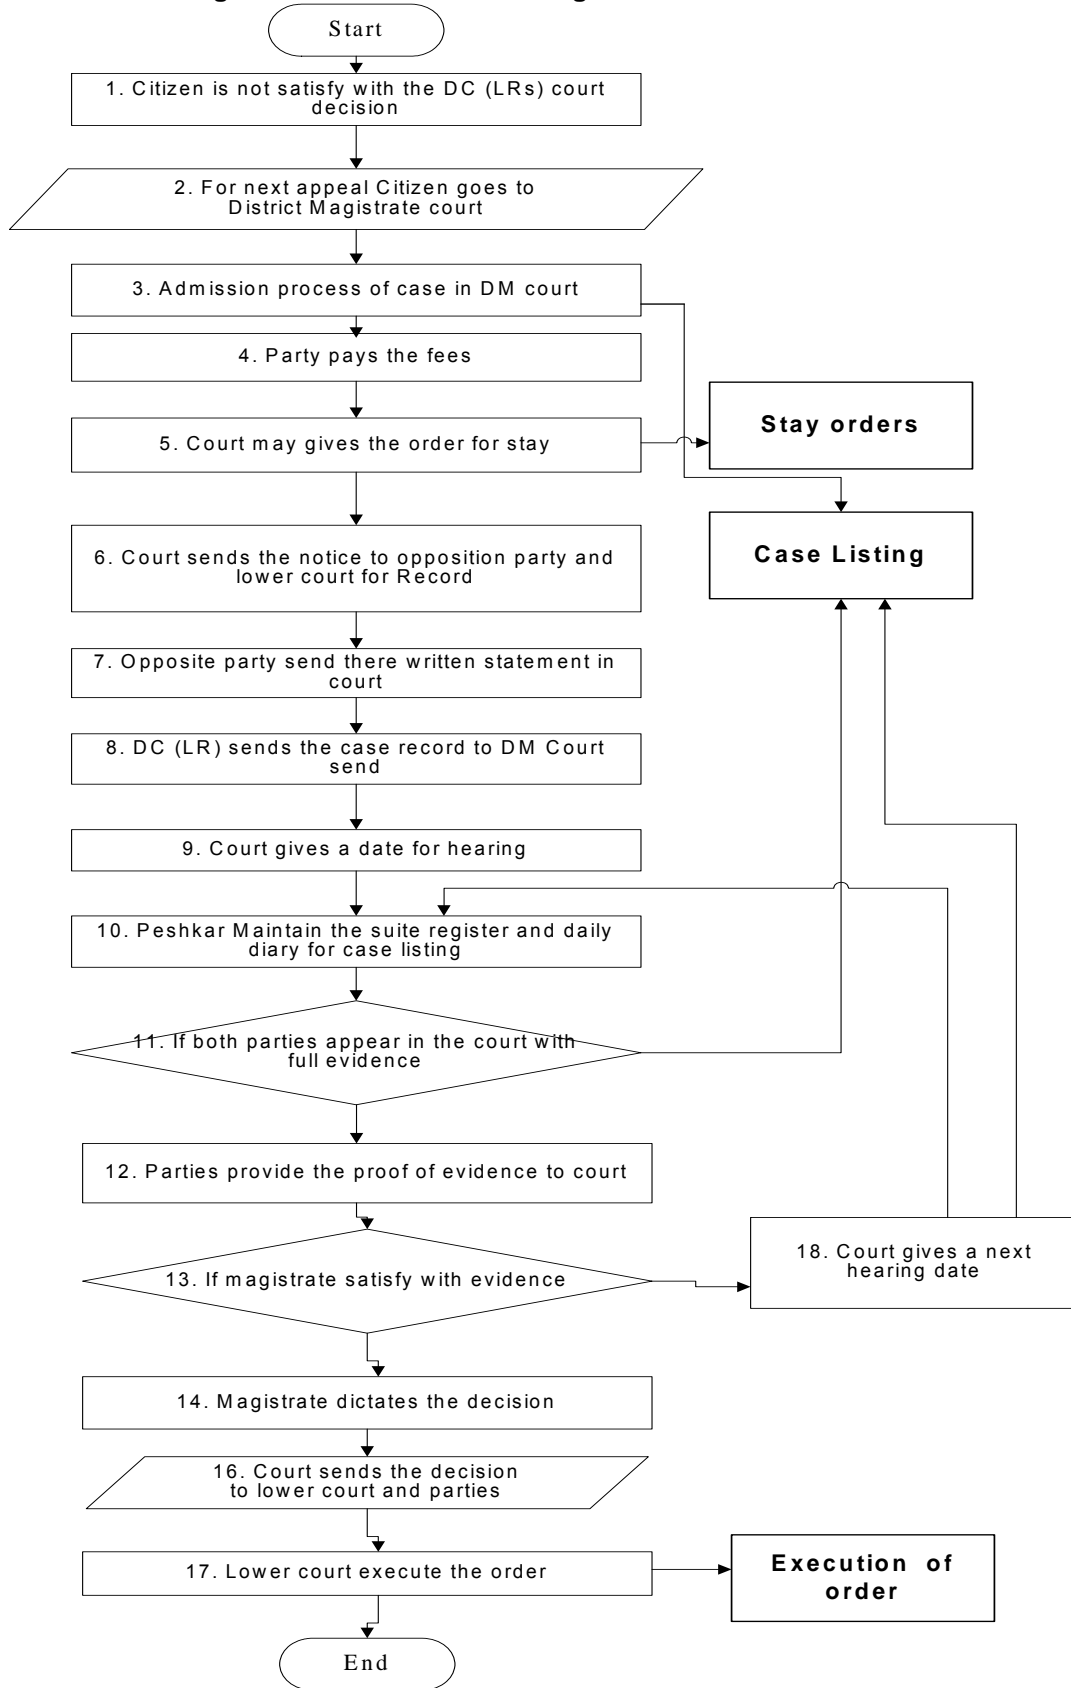 Start
1. Citizen is not satisfy with the DC (LRs) court
decision
2. For next appeal Citizen goes to
District Magistrate court
3. Admission process of case in DM court
4. Party pays the fees
Stay orders
5. Court may gives the order for stay
Case Listing
6. Court sends the notice to opposition party and
lower court for Record
7. Opposite party send there written statement in
court
8. DC (LR) sends the case record to DM Court
send
9. Court gives a date for hearing
10. Peshkar Maintain the suite register and daily
diary for case listing
11. If both parties appear in the court with
full evidence
12. Parties provide the proof of evidence to court
13. If magistrate satisfy with evidence
18. Court gives a next
hearing date
14. Magistrate dictates the decision
16. Court sends the decision
to lower court and parties
17. Lower court execute the order
Execution of
order
End